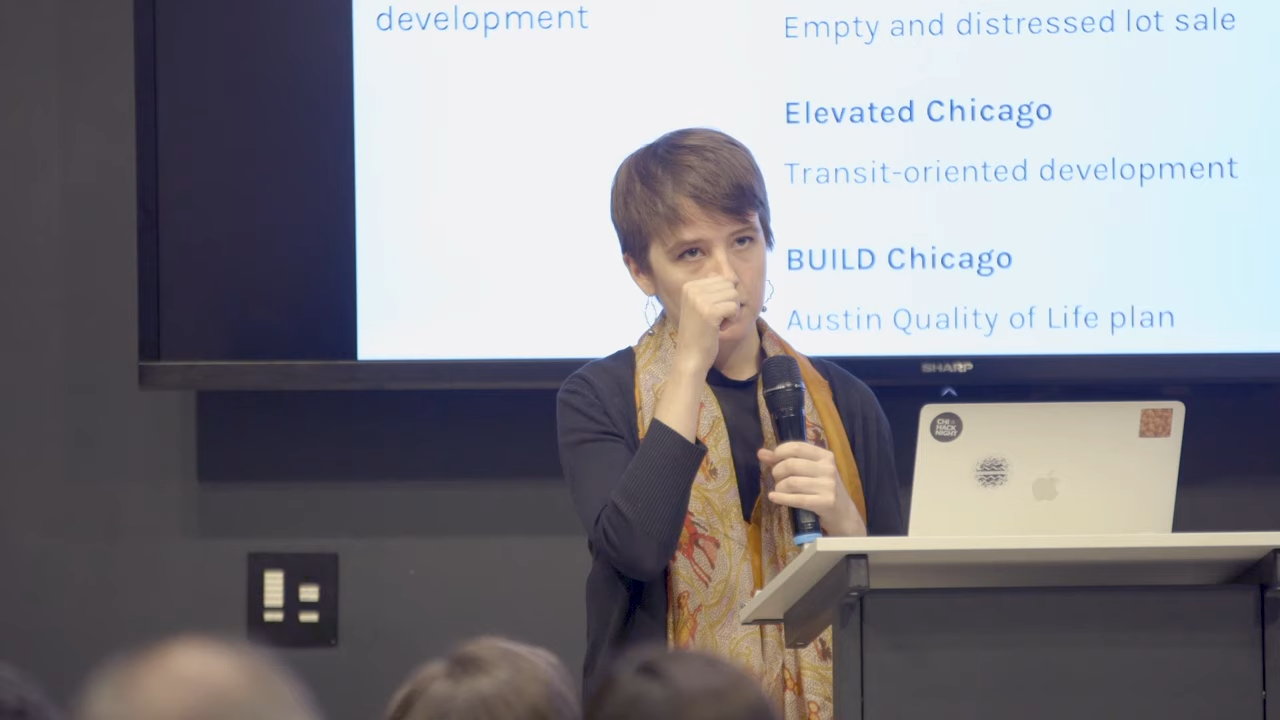 development
Empty and distressed lot sale
Elevated Chicago
Transit-oriented development
BUILD Chicago
Austin Quality of Life plan
SHARP
CHI
HACK
NIGHT